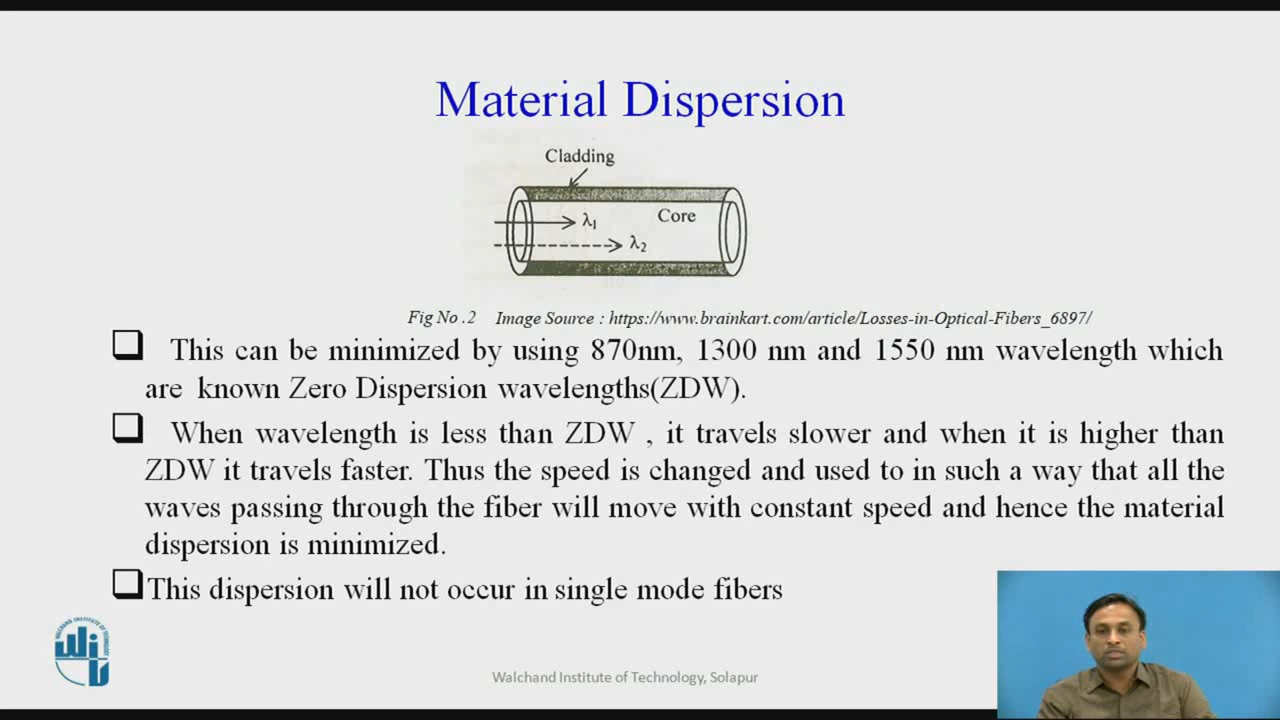 Material Dispersion
Cladding
Core
λ1
λ2
Fig No .2 Image Source : https://www.brainkart.com/article/Losses-in-Optical-Fibers_6897/
This can be minimized by using 870nm, 1300 nm and 1550 nm wavelength which
are known Zero Dispersion wavelengths(ZDW).
When wavelength is less than ZDW , it travels slower and when it is higher than
ZDW it travels faster. Thus the speed is changed and used to in such a way that all the
waves passing through the fiber will move with constant speed and hence the material
dispersion is minimized.
This dispersion will not occur in single mode fibers
WALCHAND INSTITUTE OF TECHNOLOGY
WIT
Walchand Institute of Technology, Solapur